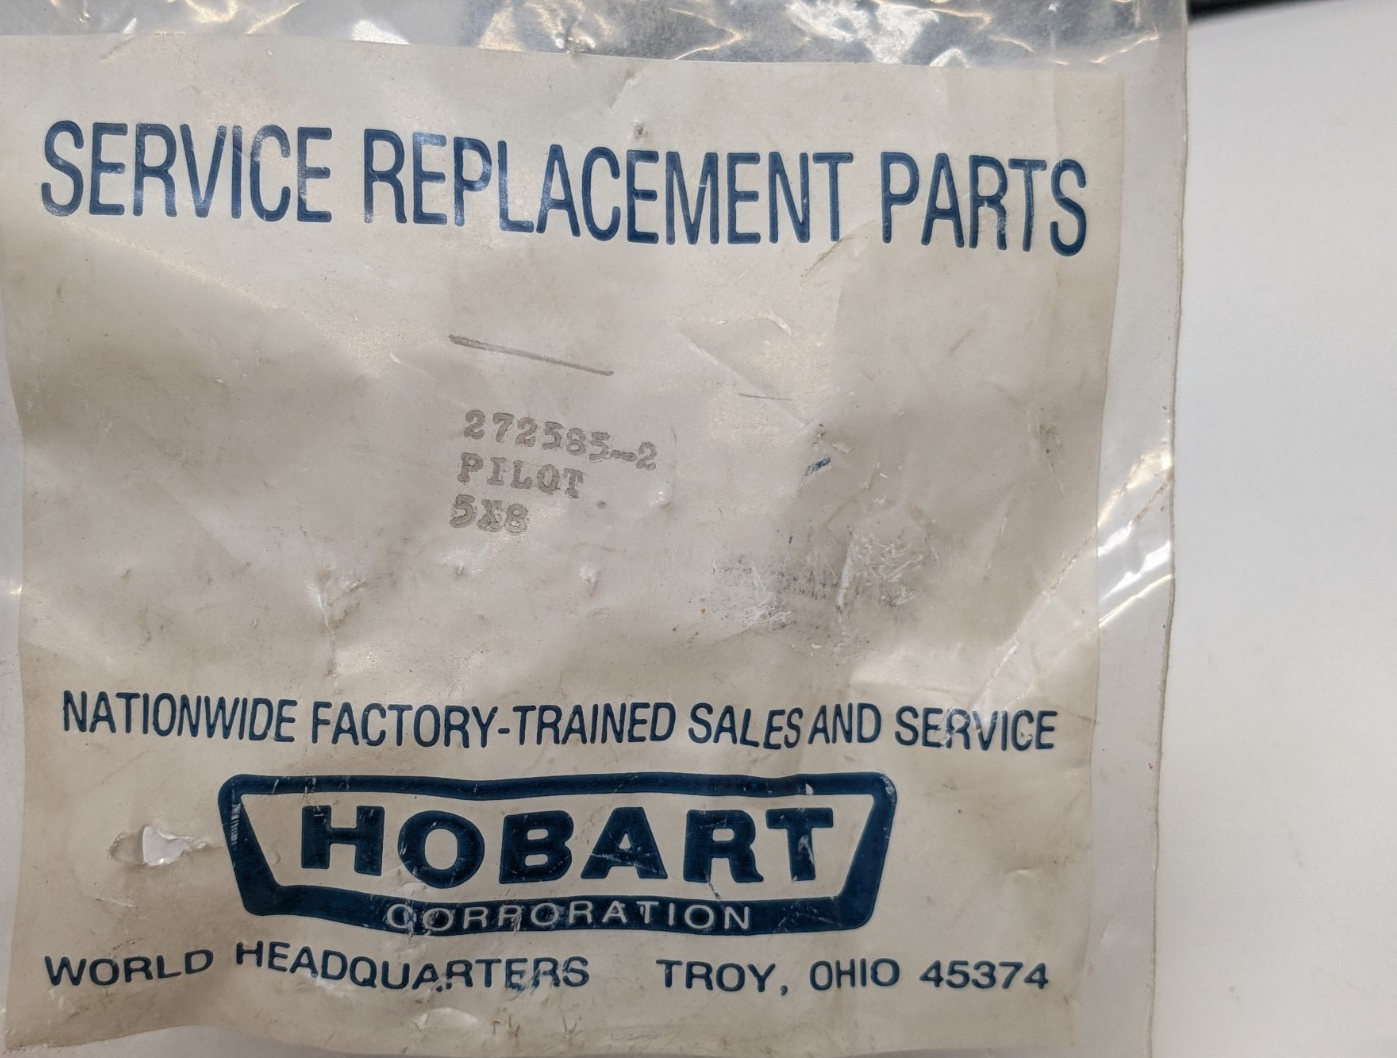 SERVICE REPLACEMENT PARTS
272585-2
PILOT
5X8
NATIONWIDE FACTORY-TRAINED SALES AND SERVICE
HOBART
CORPORATION
WORLD HEADQUARTERS TROY, OHIO 45374